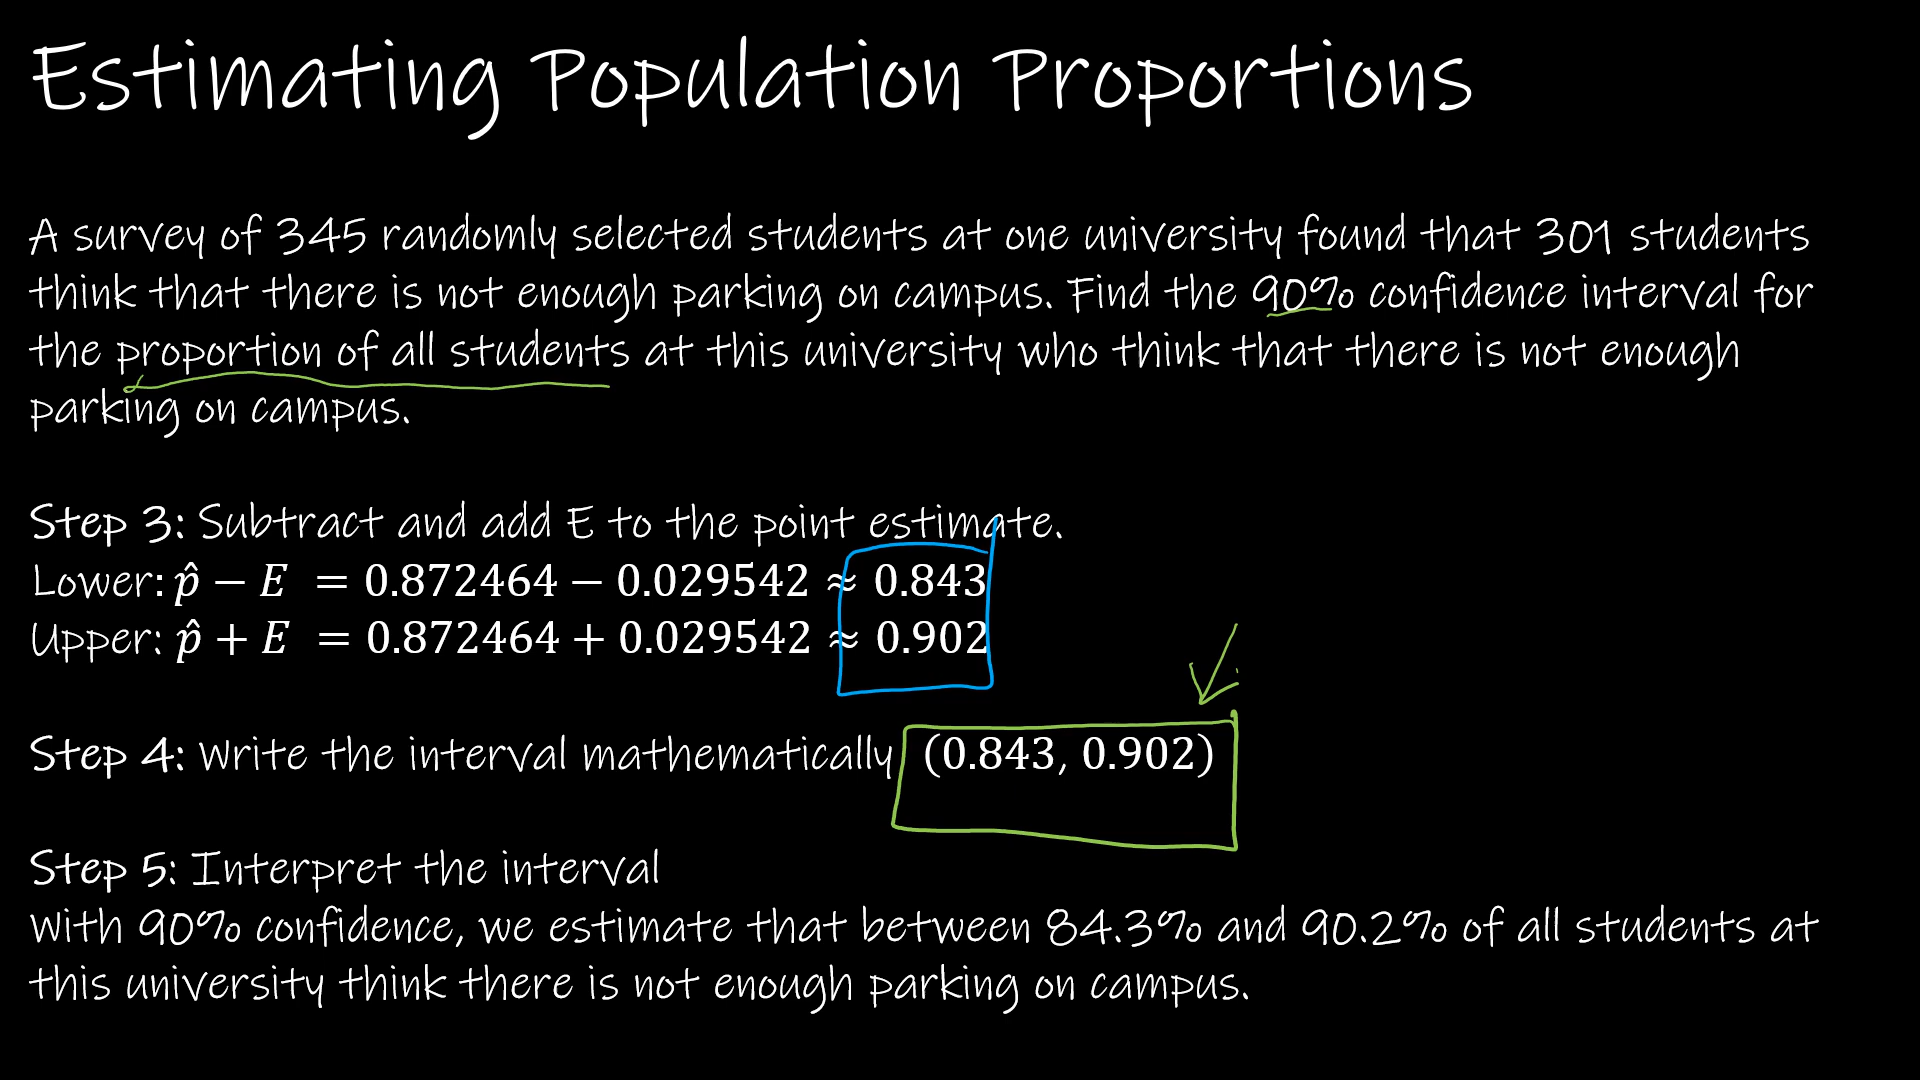 Estimating Population Proportions
A survey of 345 randomly selected students at one university found that 301 students
think that there is not enough parking on campus. Find the 90% confidence interval for
the proportion of all students at this university who think that there is not enough
parking on campus.
Step 3: Subtract and add E to the point estimate.
Lower: p̂ − E = 0.872464 − 0.029542 ≈ 0.843
Upper: p̂ + E = 0.872464 + 0.029542 ≈ 0.902
Step 4: Write the interval mathematically (0.843, 0.902)
Step 5: Interpret the interval
With 90% confidence, we estimate that between 84.3% and 90.2% of all students at
this university think there is not enough parking on campus.